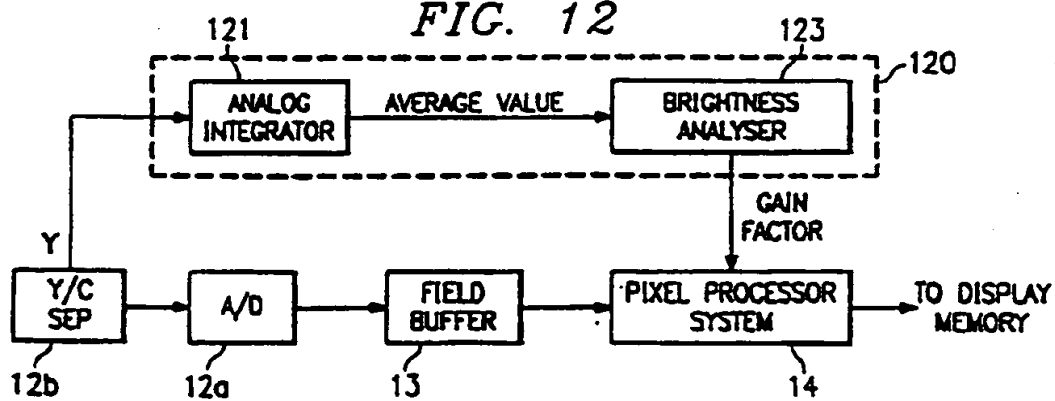 FIG. 12
121
123
120
ANALOG
INTEGRATOR
AVERAGE VALUE
BRIGHTNESS
ANALYSER
GAIN
FACTOR
Y
Y/C
SEP
A/D
FIELD
BUFFER
PIXEL PROCESSOR
SYSTEM
TO DISPLAY
MEMORY
12b
12a
13
14